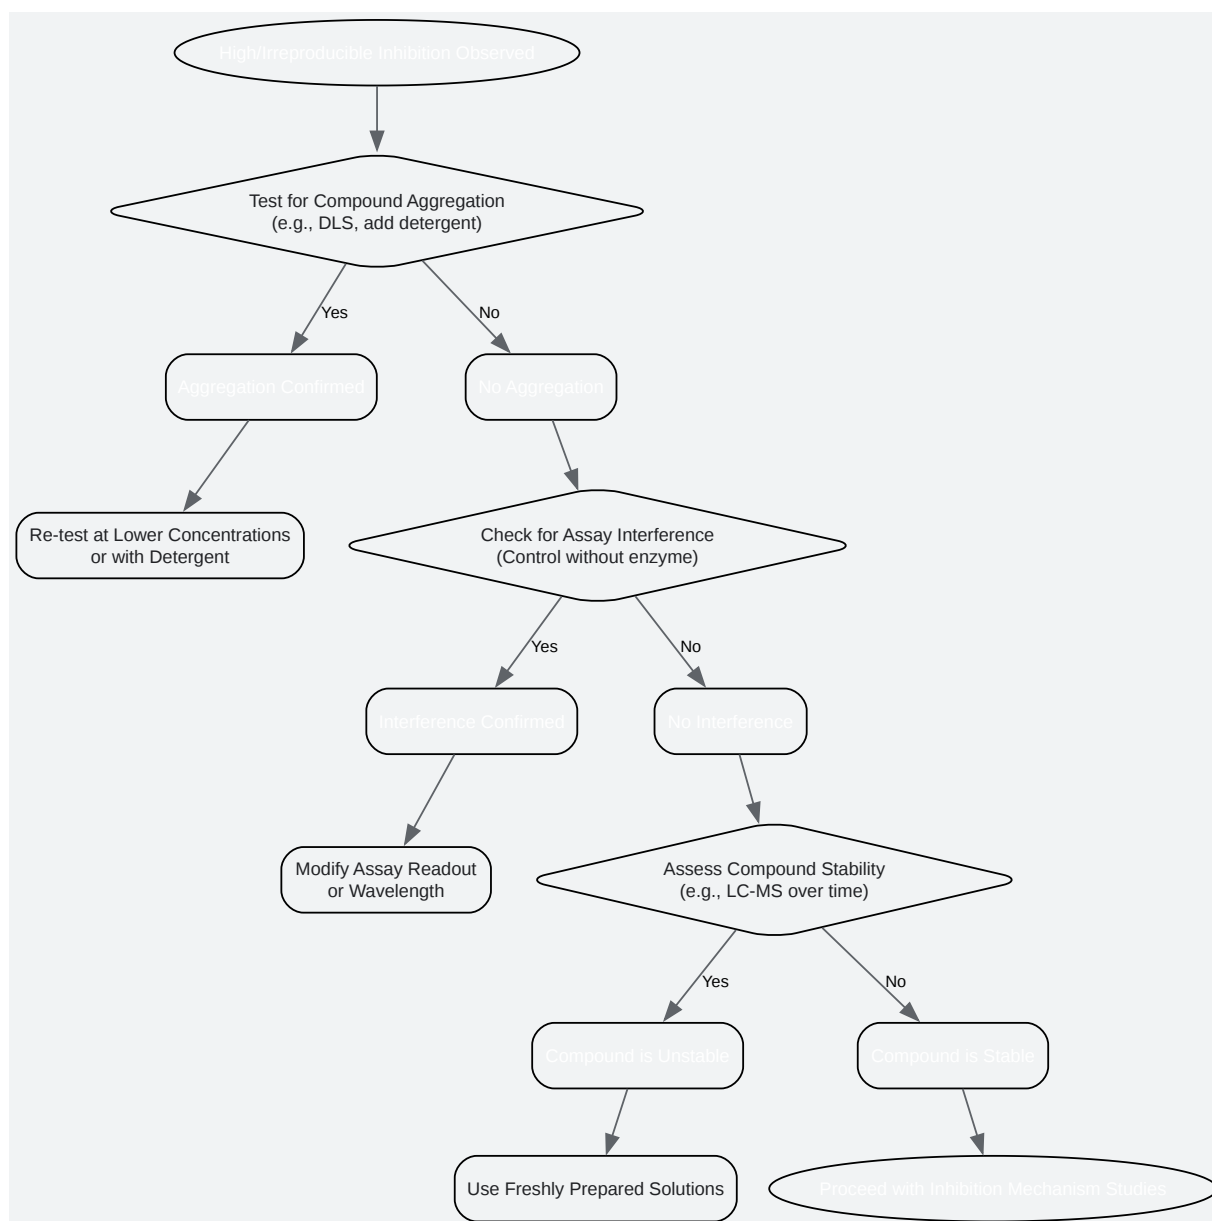 High/Irreproducible Inhibition Observed
Test for Compound Aggregation
(e.g., DLS, add detergent)
Yes
No
Aggregation Confirmed
No Aggregation
Re-test at Lower Concentrations
or with Detergent
Check for Assay Interference
(Control without enzyme)
Yes
No
Interference Confirmed
No Interference
Modify Assay Readout
or Wavelength
Assess Compound Stability
(e.g., LC-MS over time)
Yes
No
Compound is Unstable
Compound is Stable
Use Freshly Prepared Solutions
Proceed with Inhibition Mechanism Studies